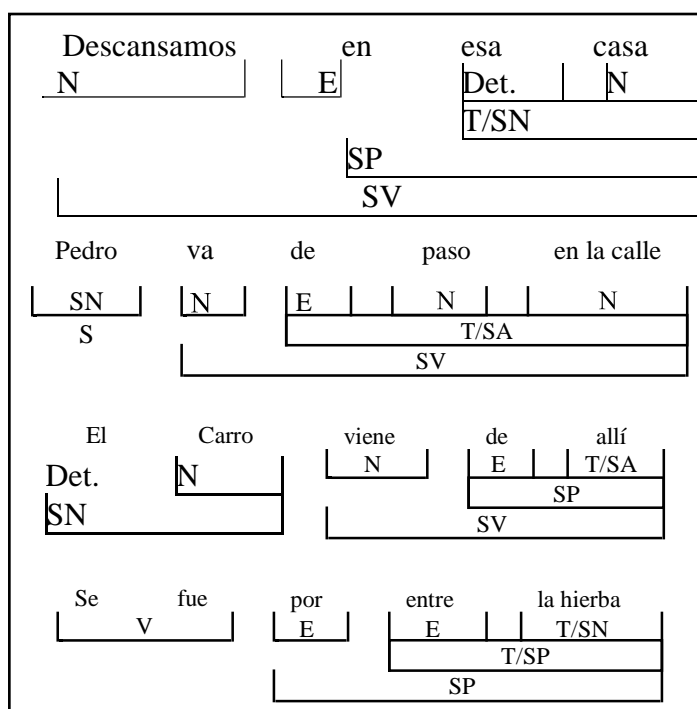 Descansamos en esa casa
N E Det. N
T/SN
SP
SV
Pedro va de paso en la calle
SN N E N N
S T/SA
SV
El Carro viene de allí
Det. N N E T/SA
SN SP
SV
Se fue por entre la hierba
V E E T/SN
T/SP
SP